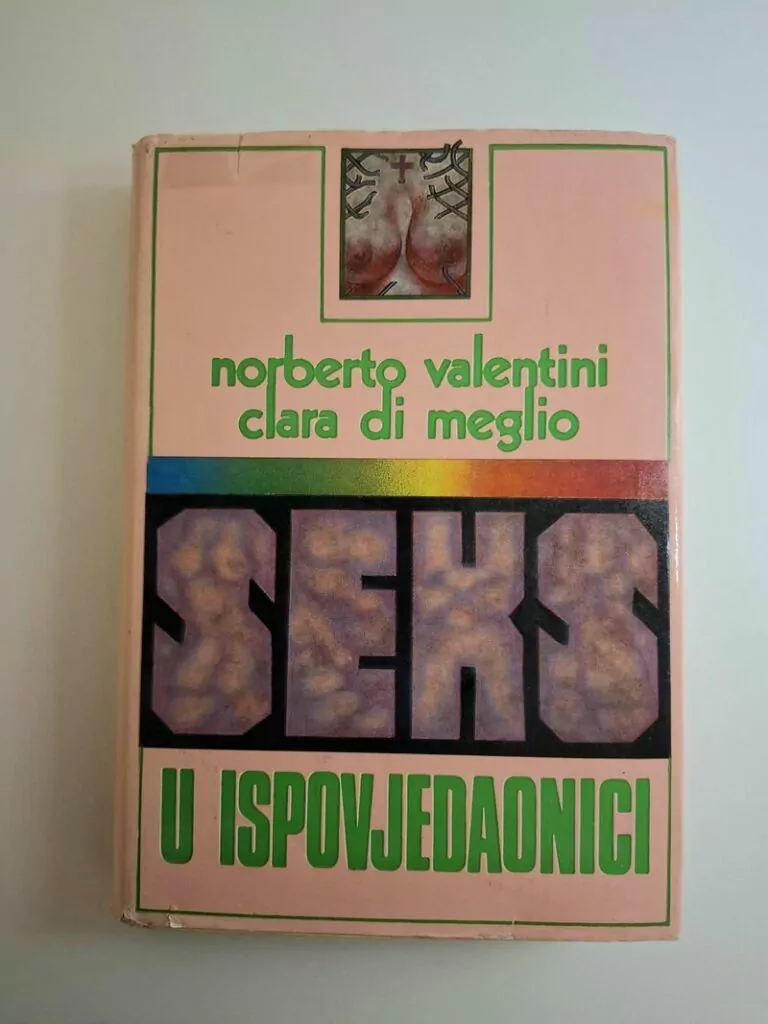 norberto valentini
clara di meglio
SEKS
U ISPOVJEDAONICI